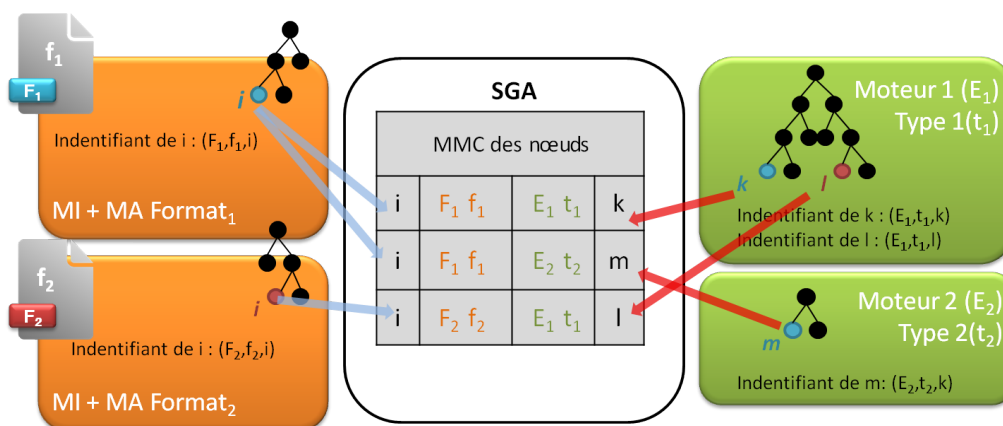 f₁
F₁
i
Indentifiant de i : (F₁,f₁,i)
MI + MA Format₁
f₂
F₂
i
Indentifiant de i : (F₂,f₂,i)
MI + MA Format₂
SGA
MMC des nœuds
i F₁ f₁ E₁ t₁ k
i F₁ f₁ E₂ t₂ m
i F₂ f₂ E₁ t₁ l
Moteur 1 (E₁)
Type 1(t₁)
k l
Indentifiant de k : (E₁,t₁,k)
Indentifiant de l : (E₁,t₁,l)
Moteur 2 (E₂)
Type 2(t₂)
m
Indentifiant de m: (E₂,t₂,k)